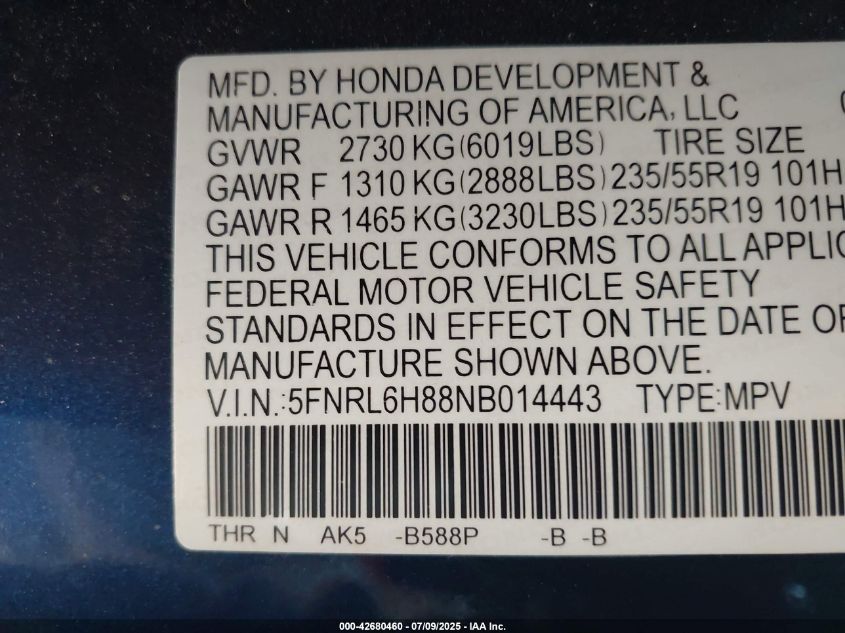 MFD. BY HONDA DEVELOPMENT &
MANUFACTURING OF AMERICA, LLC
GVWR 2730 KG(6019LBS) TIRE SIZE
GAWR F 1310 KG(2888LBS)235/55R19 101H
GAWR R 1465 KG(3230LBS)235/55R19 101H
THIS VEHICLE CONFORMS TO ALL APPLIC
FEDERAL MOTOR VEHICLE SAFETY
STANDARDS IN EFFECT ON THE DATE OF
MANUFACTURE SHOWN ABOVE.
V.I.N.:5FNRL6H88NB014443 TYPE:MPV
THR N AK5 -B588P -B -B
000-42680460 - 07/09/2025 - IAA Inc.